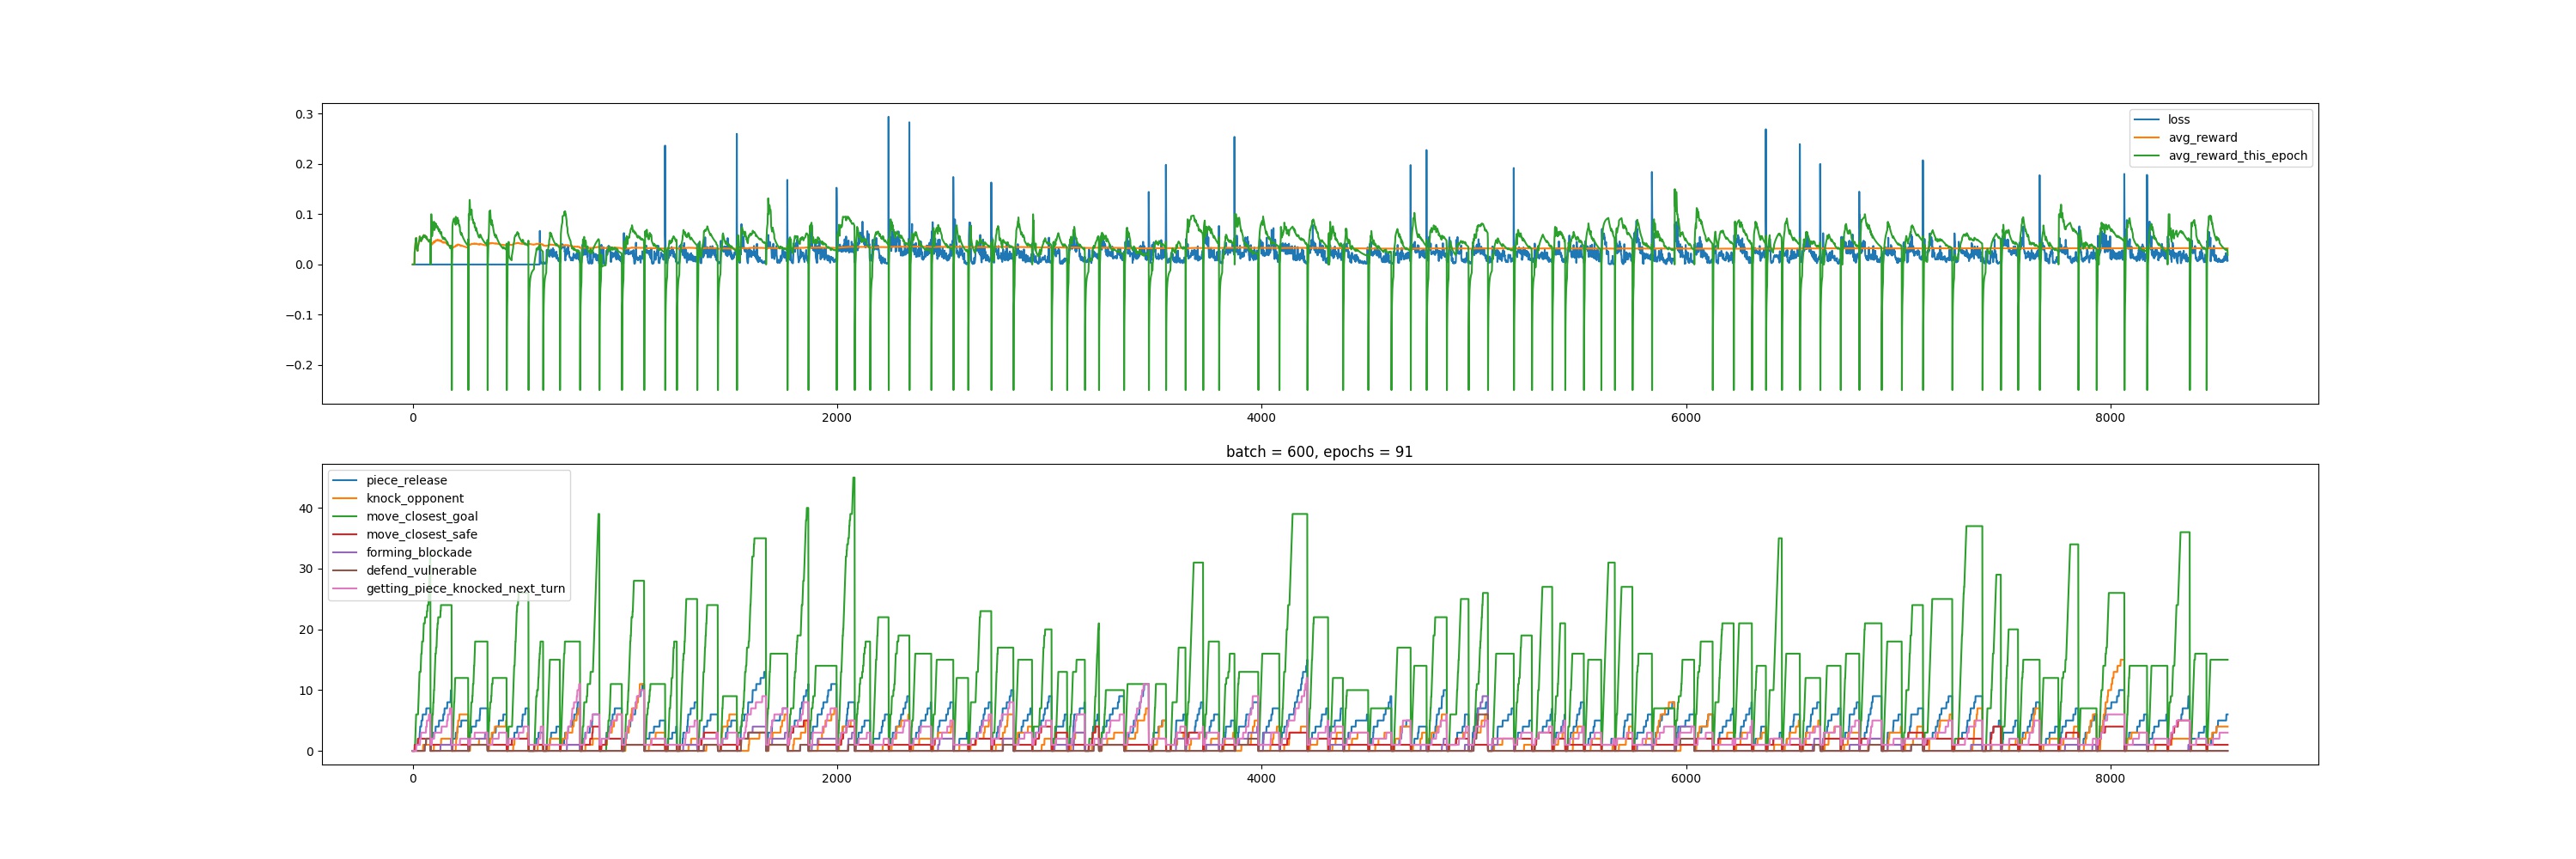 0.3
0.2
0.1
0.0
−0.1
−0.2
loss
avg_reward
avg_reward_this_epoch
0 2000 4000 6000 8000
batch = 600, epochs = 91
40
30
20
10
0
piece_release
knock_opponent
move_closest_goal
move_closest_safe
forming_blockade
defend_vulnerable
getting_piece_knocked_next_turn
0 2000 4000 6000 8000